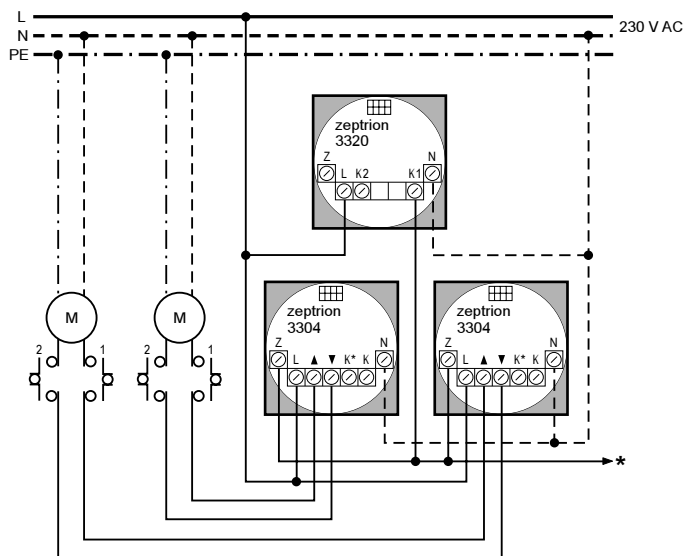 L
N
PE
230 V AC
zeptrion
3320
Z
L K2
K1
N
zeptrion
3304
Z
L ▲ ▼ K* K
N
zeptrion
3304
Z
L ▲ ▼ K* K
N
M
M
2
1
2
1
*